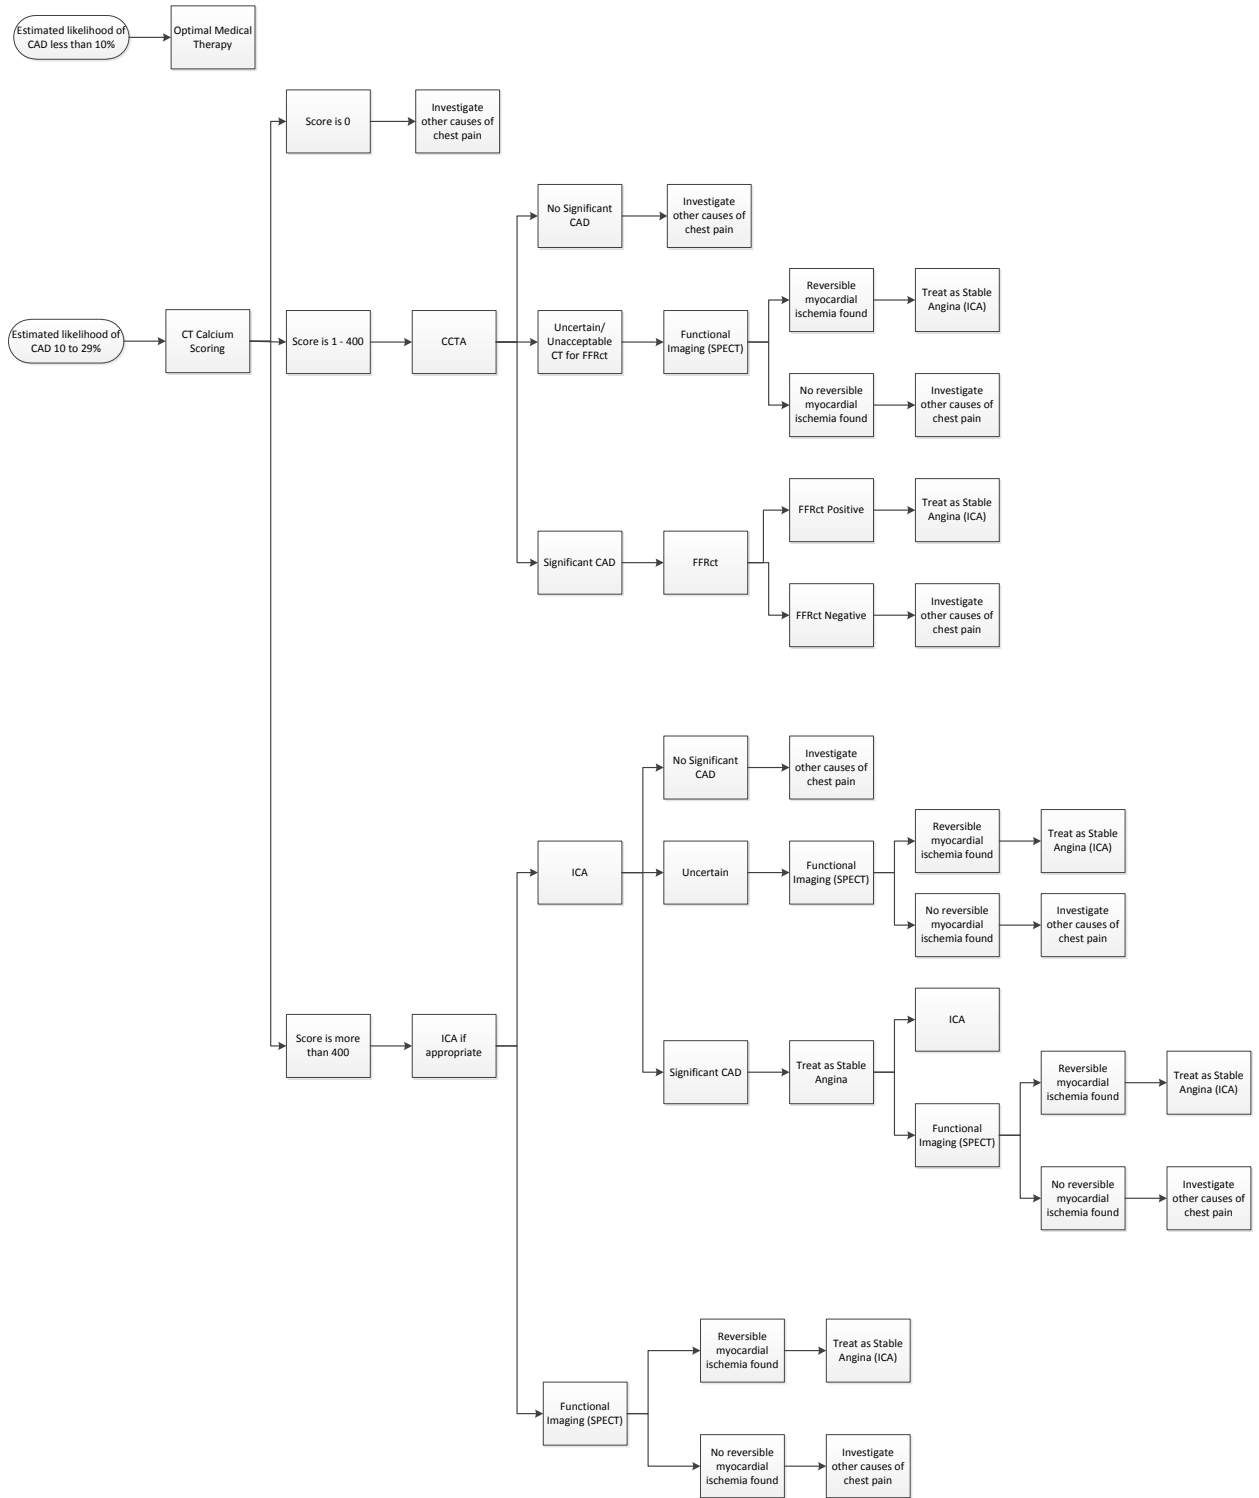 Estimated likelihood of
CAD less than 10%
Optimal Medical
Therapy
Score is 0
Investigate
other causes of
chest pain
No Significant
CAD
Investigate
other causes of
chest pain
Estimated likelihood of
CAD 10 to 29%
CT Calcium
Scoring
Score is 1 - 400
CCTA
Uncertain/
Unacceptable
CT for FFRct
Functional
Imaging (SPECT)
Reversible
myocardial
ischemia found
Treat as Stable
Angina (ICA)
No reversible
myocardial
ischemia found
Investigate
other causes of
chest pain
Significant CAD
FFRct
FFRct Positive
Treat as Stable
Angina (ICA)
FFRct Negative
Investigate
other causes of
chest pain
Score is more
than 400
ICA if
appropriate
ICA
No Significant
CAD
Investigate
other causes of
chest pain
Uncertain
Functional
Imaging (SPECT)
Reversible
myocardial
ischemia found
Treat as Stable
Angina (ICA)
No reversible
myocardial
ischemia found
Investigate
other causes of
chest pain
Significant CAD
Treat as Stable
Angina
ICA
Functional
Imaging (SPECT)
Reversible
myocardial
ischemia found
Treat as Stable
Angina (ICA)
No reversible
myocardial
ischemia found
Investigate
other causes of
chest pain
Functional
Imaging (SPECT)
Reversible
myocardial
ischemia found
Treat as Stable
Angina (ICA)
No reversible
myocardial
ischemia found
Investigate
other causes of
chest pain